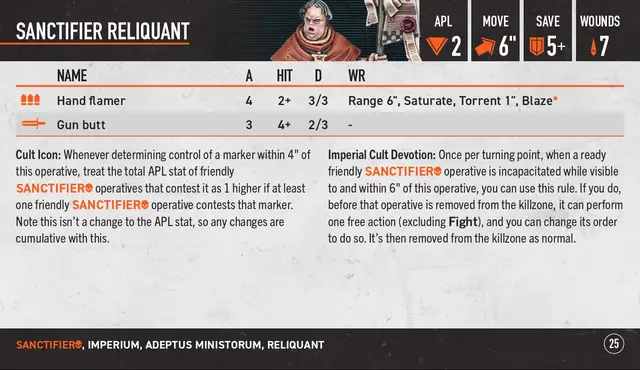 SANCTIFIER RELIQUANT
APL
2
MOVE
6"
SAVE
5+
WOUNDS
7
NAME A HIT D WR
Hand flamer 4 2+ 3/3 Range 6", Saturate, Torrent 1", Blaze*
Gun butt 3 4+ 2/3 -
Cult Icon: Whenever determining control of a marker within 4" of
this operative, treat the total APL stat of friendly
SANCTIFIER operatives that contest it as 1 higher if at least
one friendly SANCTIFIER operative contests that marker.
Note this isn't a change to the APL stat, so any changes are
cumulative with this.
Imperial Cult Devotion: Once per turning point, when a ready
friendly SANCTIFIER operative is incapacitated while visible
to and within 6" of this operative, you can use this rule. If you do,
before that operative is removed from the killzone, it can perform
one free action (excluding Fight), and you can change its order
to do so. It's then removed from the killzone as normal.
SANCTIFIER, IMPERIUM, ADEPTUS MINISTORUM, RELIQUANT
25